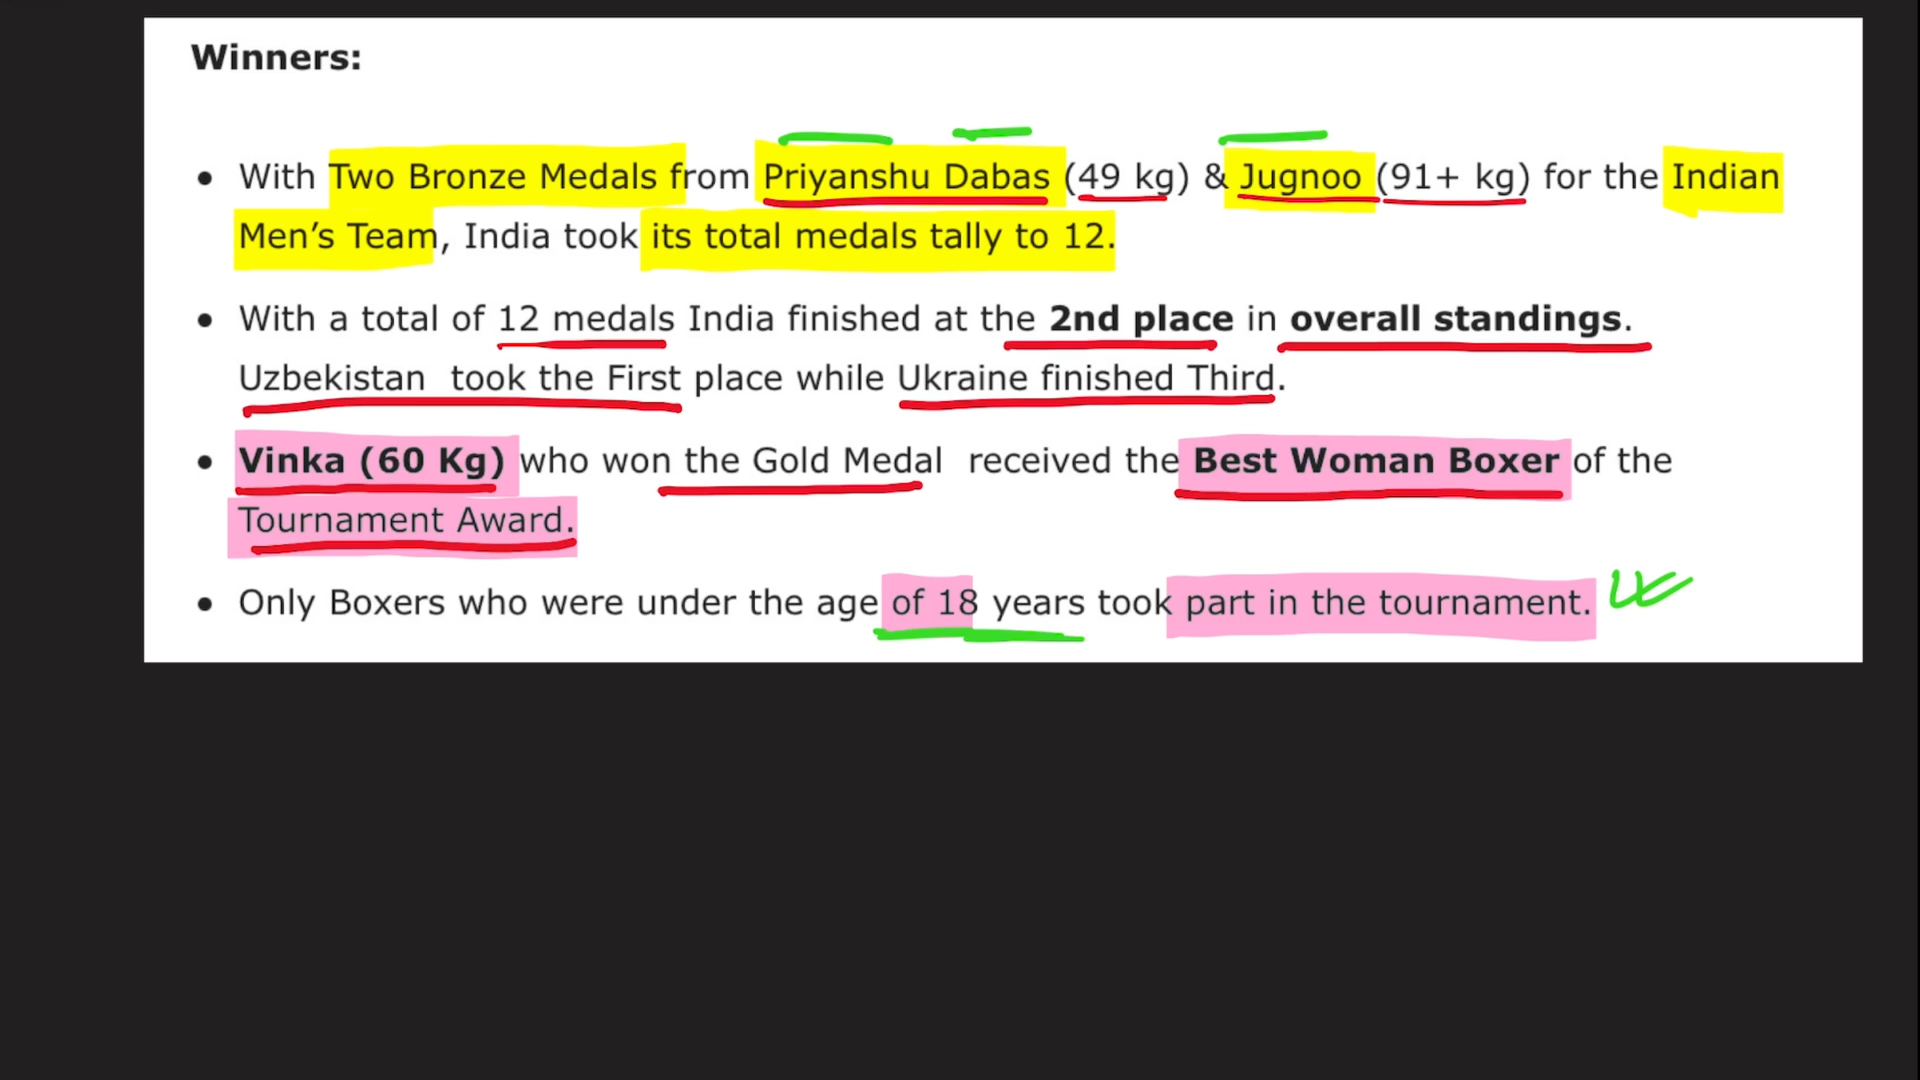 Winners:
• With Two Bronze Medals from Priyanshu Dabas (49 kg) & Jugnoo (91+ kg) for the Indian
Men’s Team, India took its total medals tally to 12.
• With a total of 12 medals India finished at the 2nd place in overall standings.
Uzbekistan took the First place while Ukraine finished Third.
• Vinka (60 Kg) who won the Gold Medal received the Best Woman Boxer of the
Tournament Award.
• Only Boxers who were under the age of 18 years took part in the tournament.